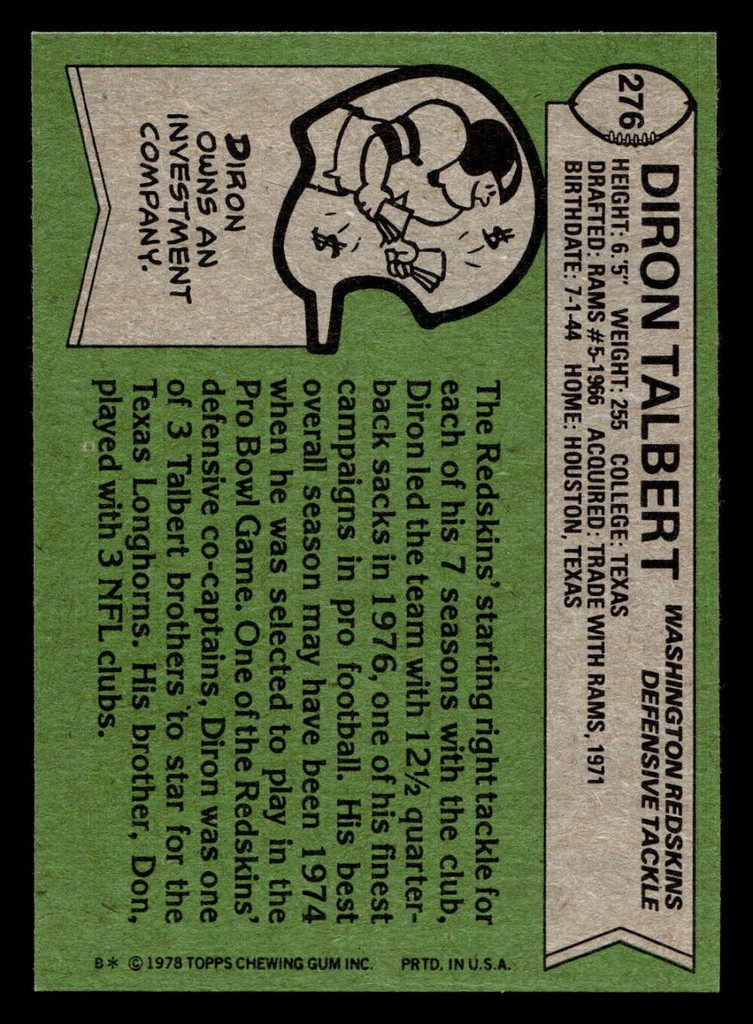 276
DIRON TALBERT
WASHINGTON REDSKINS
DEFENSIVE TACKLE
HEIGHT: 6'.5" WEIGHT: 255 COLLEGE: TEXAS
DRAFTED: RAMS #5-1966 ACQUIRED: TRADE WITH RAMS, 1971
BIRTHDATE: 7-1-44 HOME: HOUSTON, TEXAS
$
$
DIRON
OWNS AN
INVESTMENT
COMPANY.
The Redskins' starting right tackle for
each of his 7 seasons with the club,
Diron led the team with 12½ quarter-
back sacks in 1976, one of his finest
campaigns in pro football. His best
overall season may have been 1974
when he was selected to play in the
Pro Bowl Game. One of the Redskins'
defensive co-captains, Diron was one
of 3 Talbert brothers to star for the
Texas Longhorns. His brother, Don,
played with 3 NFL clubs.
B* © 1978 TOPPS CHEWING GUM INC. PRTD. IN U.S.A.